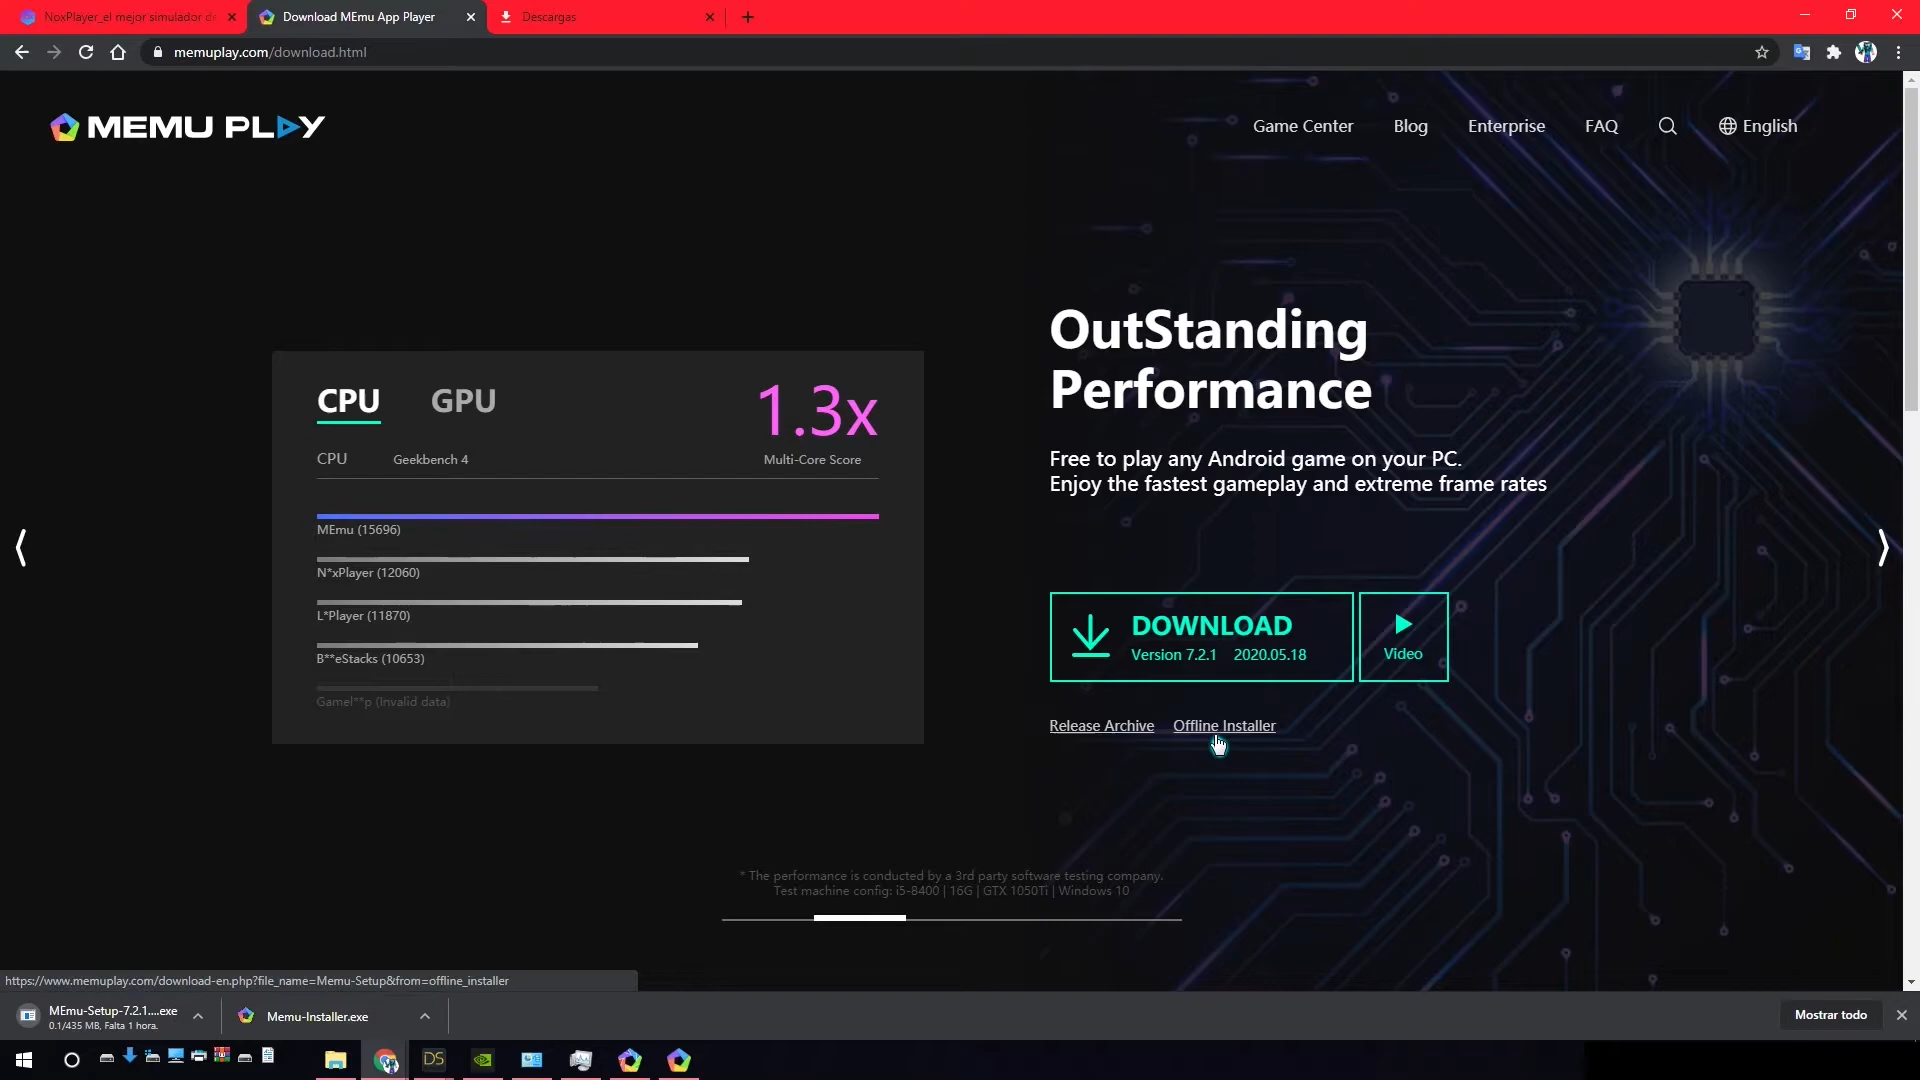 NoxPlayer_el mejor simulador de
Download MEmu App Player
Descargas
memuplay.com/download.html
MEMU PLAY
Game Center
Blog
Enterprise
FAQ
English
CPU
GPU
1.3x
CPU
Geekbench 4
Multi-Core Score
MEmu (15696)
N*xPlayer (12060)
L*Player (11870)
B**eStacks (10653)
Gamel**p (Invalid data)
OutStanding
Performance
Free to play any Android game on your PC.
Enjoy the fastest gameplay and extreme frame rates
DOWNLOAD
Version 7.2.1 2020.05.18
Video
Release Archive Offline Installer
* The performance is conducted by a 3rd party software testing company.
Test machine config: i5-8400 | 16G | GTX 1050Ti | Windows 10
https://www.memuplay.com/download-en.php?file_name=Memu-Setup&from=offline_installer
MEmu-Setup-7.2.1....exe
0.1/435 MB, Falta 1 hora.
Memu-Installer.exe
Mostrar todo
DS